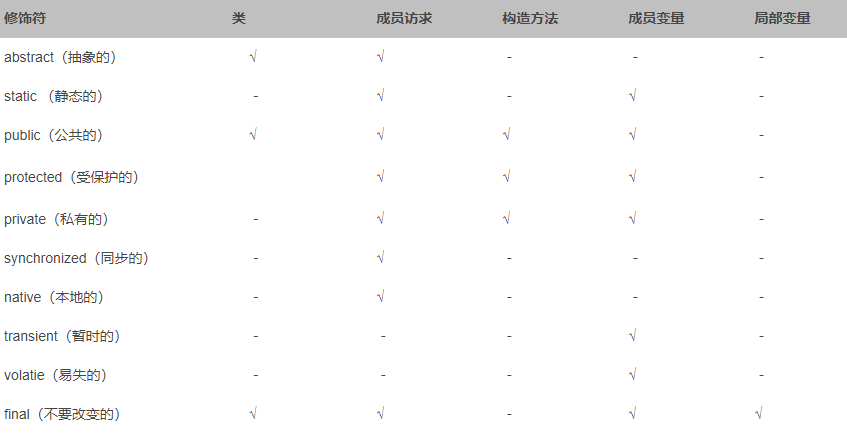 修饰符 类 成员访求 构造方法 成员变量 局部变量
abstract（抽象的） √ √ - - -
static （静态的） - √ - √ -
public（公共的） √ √ √ √ -
protected（受保护的） √ √ √ -
private（私有的） - √ √ √ -
synchronized（同步的） - √ - - -
native（本地的） - √ - - -
transient（暂时的） - - - √ -
volatie（易失的） - - - √ -
final（不要改变的） √ √ - √ √